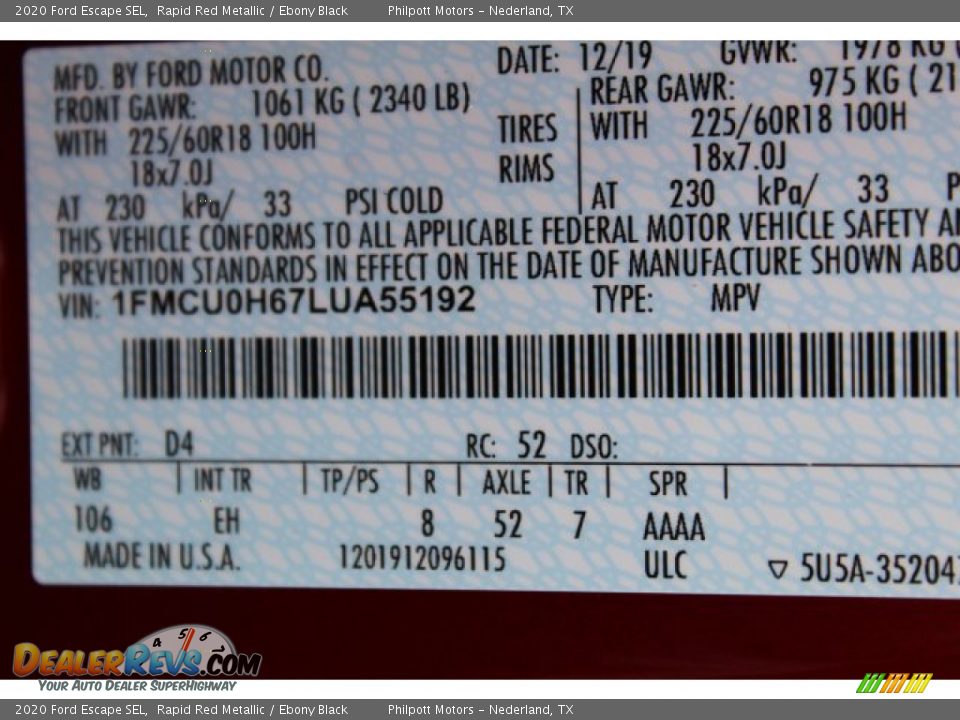 2020 Ford Escape SEL, Rapid Red Metallic / Ebony Black Philpott Motors - Nederland, TX
MFD. BY FORD MOTOR CO. DATE: 12/19 GVWR: 1978 KG (
FRONT GAWR: 1061 KG ( 2340 LB) REAR GAWR: 975 KG ( 21
WITH 225/60R18 100H TIRES WITH 225/60R18 100H
18x7.0J RIMS 18x7.0J
AT 230 kPa/ 33 PSI COLD AT 230 kPa/ 33 P
THIS VEHICLE CONFORMS TO ALL APPLICABLE FEDERAL MOTOR VEHICLE SAFETY A
PREVENTION STANDARDS IN EFFECT ON THE DATE OF MANUFACTURE SHOWN ABO
VIN: 1FMCU0H67LUA55192 TYPE: MPV
EXT PNT: D4 RC: 52 DSO:
WB INT TR TP/PS R AXLE TR SPR
106 EH 8 52 7 AAAA
MADE IN U.S.A. 1201912096115 ULC 5U5A-35204
4 5 6
DEALERREVS.COM
YOUR AUTO DEALER SUPERHIGHWAY
2020 Ford Escape SEL, Rapid Red Metallic / Ebony Black Philpott Motors - Nederland, TX